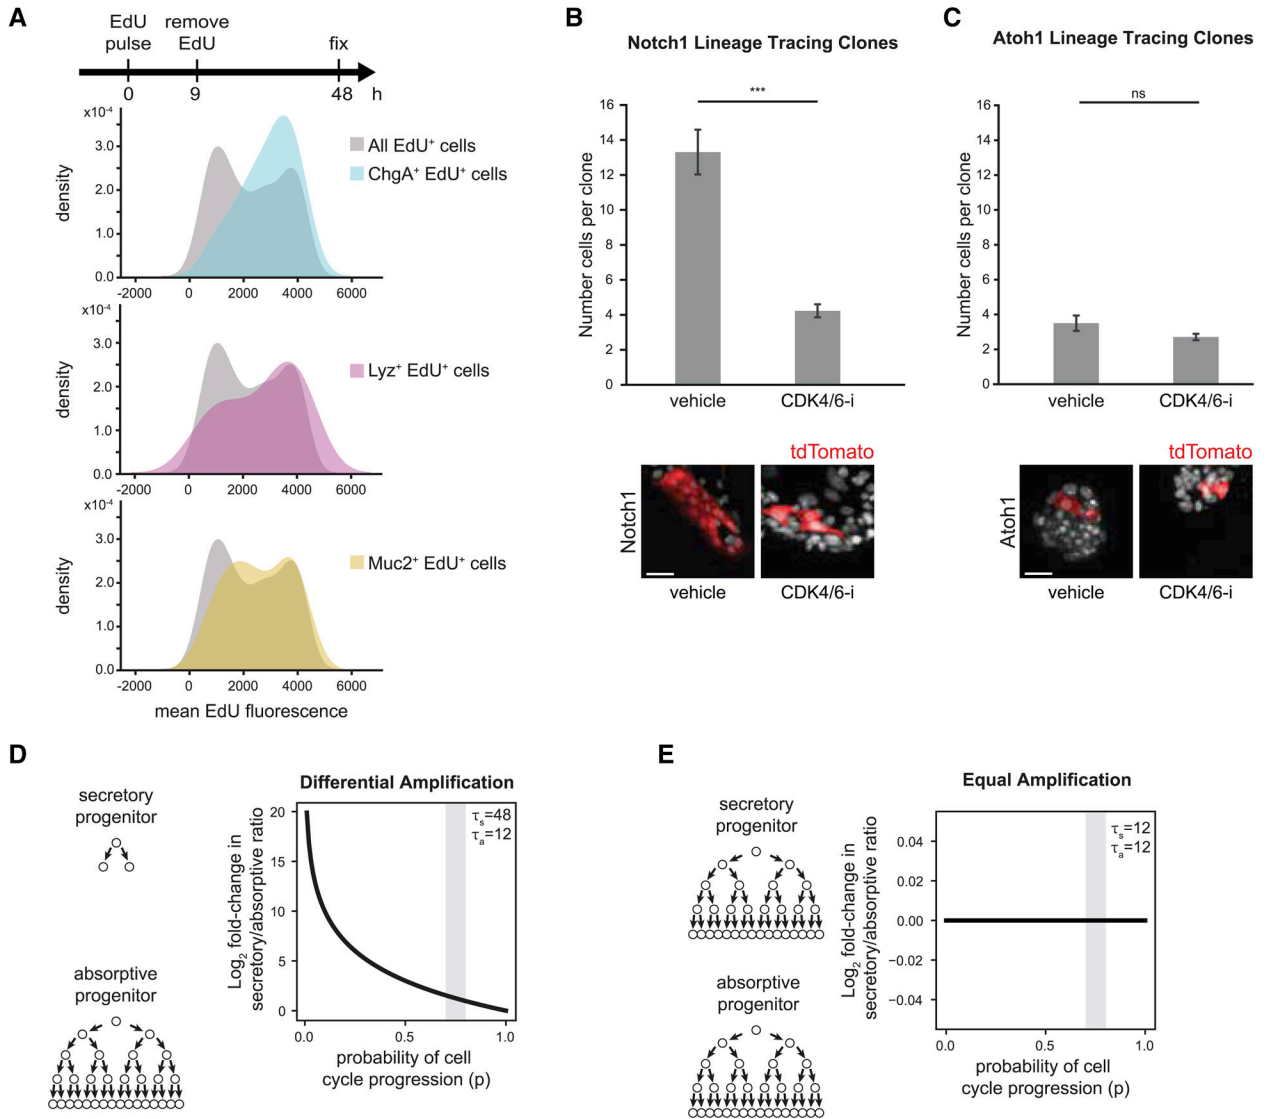 A
EdU pulse
remove EdU
fix
0
9
48
h
x10⁻⁴
3.0
2.0
1.0
0.0
density
-2000
0
2000
4000
6000
All EdU⁺ cells
ChgA⁺ EdU⁺ cells
x10⁻⁴
3.0
2.0
1.0
0.0
density
-2000
0
2000
4000
6000
Lyz⁺ EdU⁺ cells
x10⁻⁴
3.0
2.0
1.0
0.0
density
-2000
0
2000
4000
6000
Muc2⁺ EdU⁺ cells
mean EdU fluorescence
B
Notch1 Lineage Tracing Clones
***
16
14
12
10
8
6
4
2
0
Number cells per clone
vehicle
CDK4/6-i
tdTomato
Notch1
vehicle
CDK4/6-i
C
Atoh1 Lineage Tracing Clones
ns
16
14
12
10
8
6
4
2
0
Number cells per clone
vehicle
CDK4/6-i
tdTomato
Atoh1
vehicle
CDK4/6-i
D
secretory
progenitor
absorptive
progenitor
Differential Amplification
τₛ=48
τₐ=12
20
15
10
5
0
Log₂ fold-change in
secretory/absorptive ratio
0.0
0.5
1.0
probability of cell
cycle progression (p)
E
secretory
progenitor
absorptive
progenitor
Equal Amplification
τₛ=12
τₐ=12
0.04
0.02
0.00
−0.02
−0.04
Log₂ fold-change in
secretory/absorptive ratio
0.0
0.5
1.0
probability of cell
cycle progression (p)